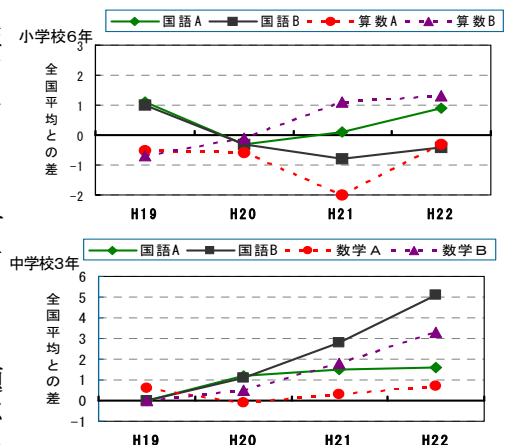 国語A 国語B 算数A 算数B
小学校6年
全国平均との差
3
2
1
0
-1
-2
H19 H20 H21 H22
国語A 国語B 数学A 数学B
中学校3年
全国平均との差
6
5
4
3
2
1
0
-1
H19 H20 H21 H22